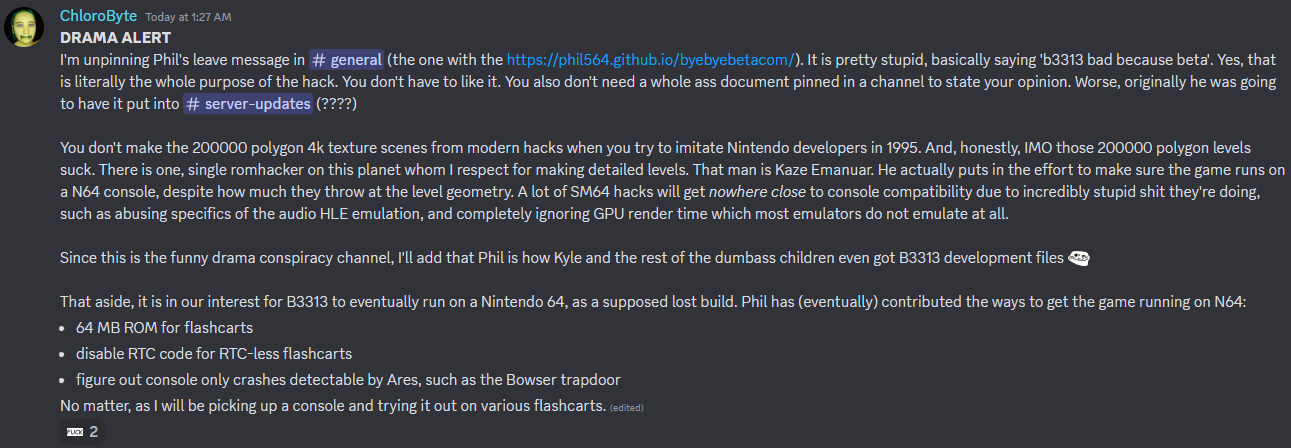 ChloroByte Today at 1:27 AM
DRAMA ALERT
I'm unpinning Phil's leave message in # general (the one with the https://phil564.github.io/byebyebetacom/). It is pretty stupid, basically saying 'b3313 bad because beta'. Yes, that
is literally the whole purpose of the hack. You don't have to like it. You also don't need a whole ass document pinned in a channel to state your opinion. Worse, originally he was going
to have it put into # server-updates (????)
You don't make the 200000 polygon 4k texture scenes from modern hacks when you try to imitate Nintendo developers in 1995. And, honestly, IMO those 200000 polygon levels
suck. There is one, single romhacker on this planet whom I respect for making detailed levels. That man is Kaze Emanuar. He actually puts in the effort to make sure the game runs on
a N64 console, despite how much they throw at the level geometry. A lot of SM64 hacks will get nowhere close to console compatibility due to incredibly stupid shit they're doing,
such as abusing specifics of the audio HLE emulation, and completely ignoring GPU render time which most emulators do not emulate at all.
Since this is the funny drama conspiracy channel, I'll add that Phil is how Kyle and the rest of the dumbass children even got B3313 development files
That aside, it is in our interest for B3313 to eventually run on a Nintendo 64, as a supposed lost build. Phil has (eventually) contributed the ways to get the game running on N64:
• 64 MB ROM for flashcarts
• disable RTC code for RTC-less flashcarts
• figure out console only crashes detectable by Ares, such as the Bowser trapdoor
No matter, as I will be picking up a console and trying it out on various flashcarts. (edited)
FUCK 2